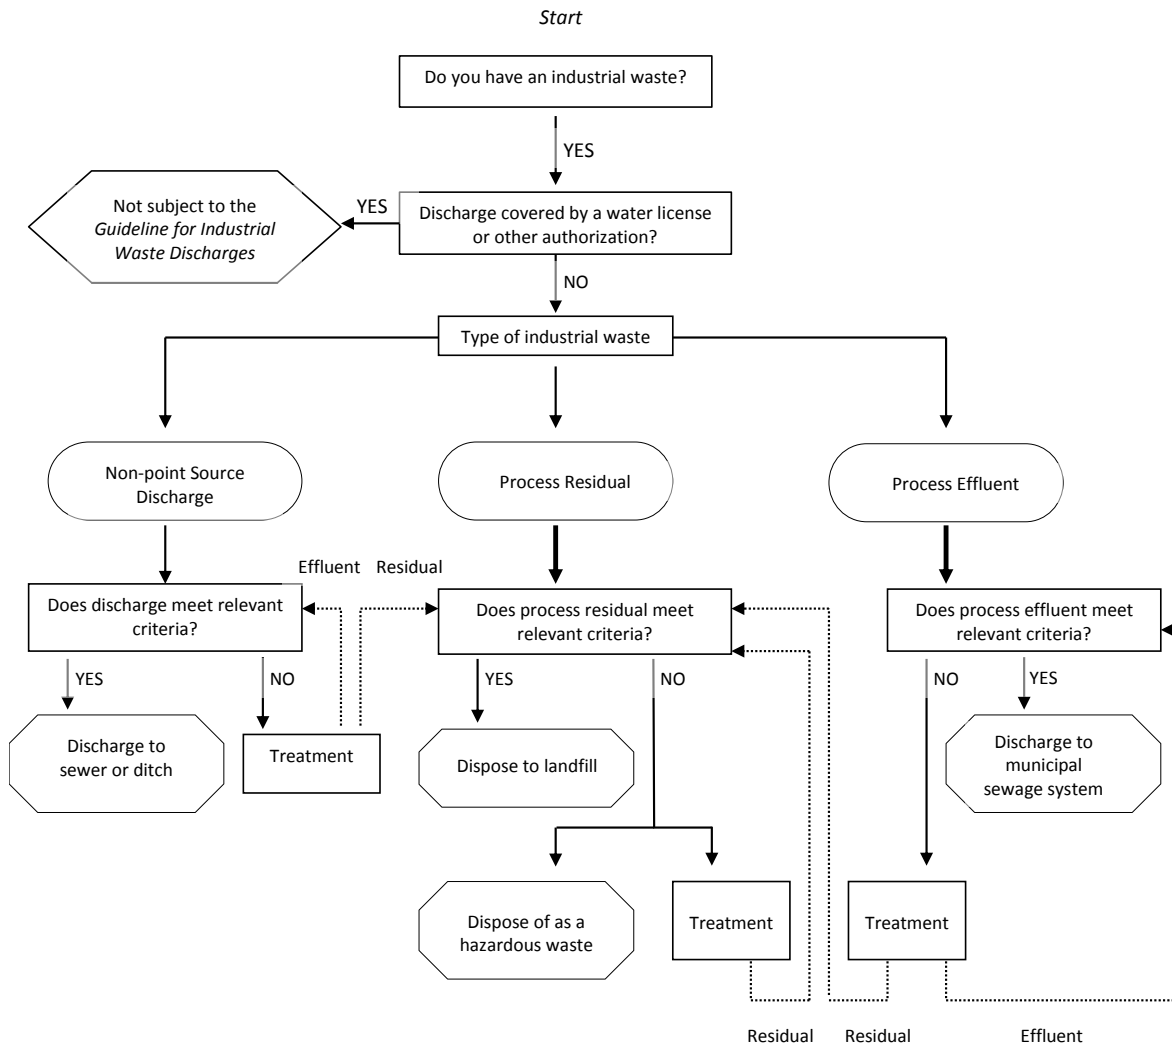 Start
Do you have an industrial waste?
YES
Not subject to the
Guideline for Industrial
Waste Discharges
YES
Discharge covered by a water license
or other authorization?
NO
Type of industrial waste
Non-point Source
Discharge
Process Residual
Process Effluent
Effluent
Residual
Does discharge meet relevant
criteria?
Does process residual meet
relevant criteria?
Does process effluent meet
relevant criteria?
YES
NO
YES
NO
NO
YES
Discharge to
sewer or ditch
Treatment
Dispose to landfill
Discharge to
municipal
sewage system
Dispose of as a
hazardous waste
Treatment
Treatment
Residual
Residual
Effluent